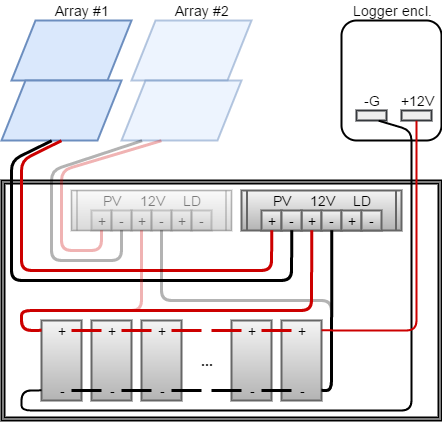 Array #1 Array #2 Logger encl.
-G +12V
PV 12V LD PV 12V LD
+ - + - + - + - + - + -
+ + + ... + +
- - - - -